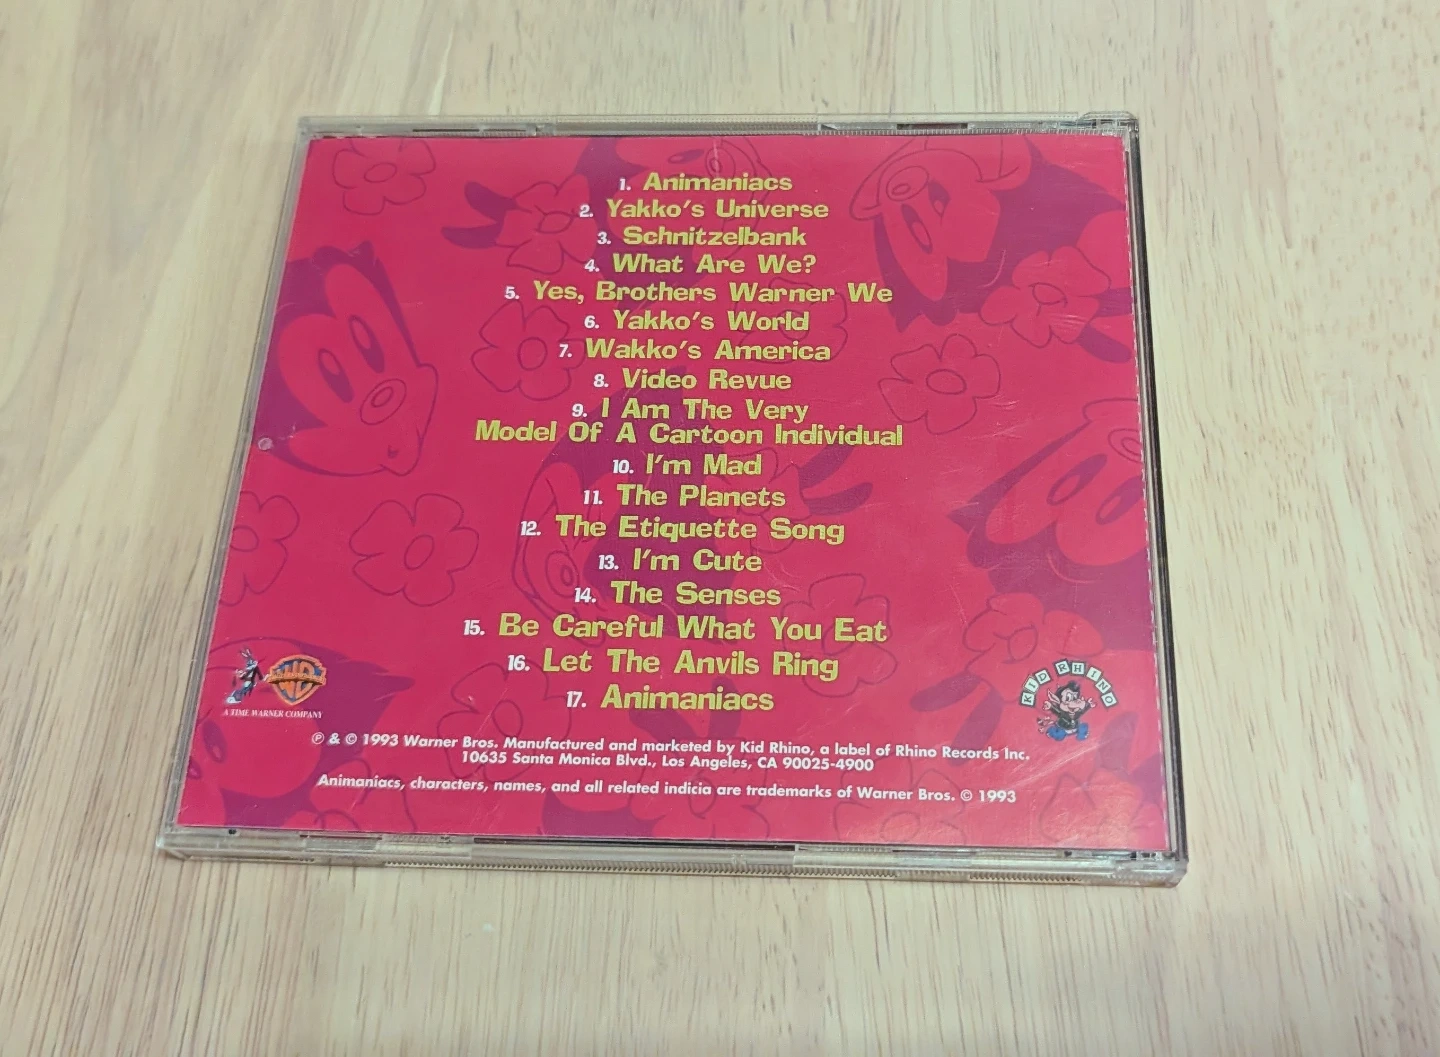 1. Animaniacs
2. Yakko's Universe
3. Schnitzelbank
4. What Are We?
5. Yes, Brothers Warner We
6. Yakko's World
7. Wakko's America
8. Video Revue
9. I Am The Very
Model Of A Cartoon Individual
10. I'm Mad
11. The Planets
12. The Etiquette Song
13. I'm Cute
14. The Senses
15. Be Careful What You Eat
16. Let The Anvils Ring
17. Animaniacs
WB
A TIME WARNER COMPANY
KID RHINO
℗ & © 1993 Warner Bros. Manufactured and marketed by Kid Rhino, a label of Rhino Records Inc.
10635 Santa Monica Blvd., Los Angeles, CA 90025-4900
Animaniacs, characters, names, and all related indicia are trademarks of Warner Bros. © 1993